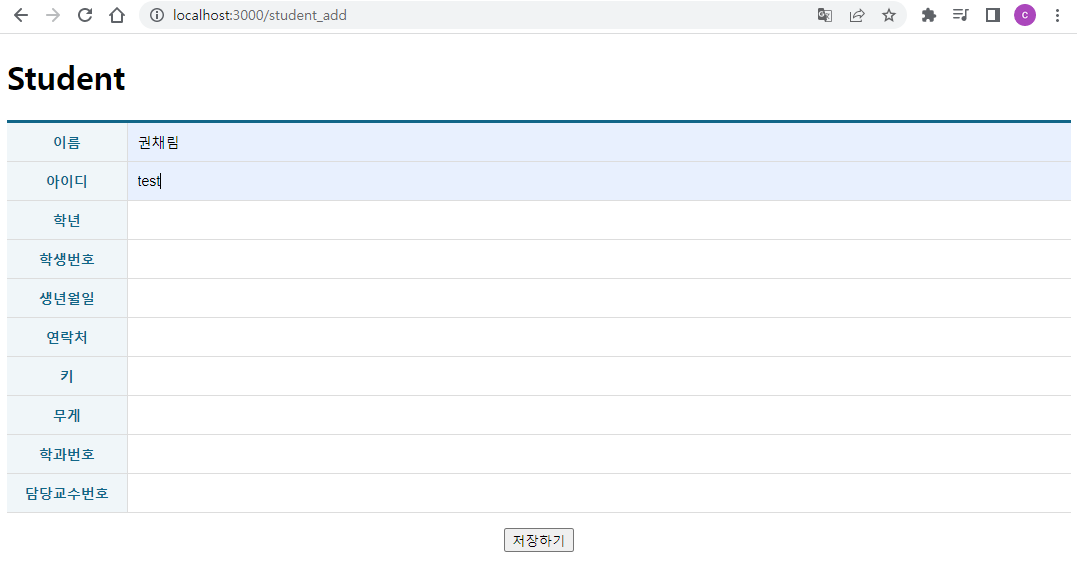 localhost:3000/student_add
c
Student
이름 권채림
아이디 test
학년
학생번호
생년월일
연락처
키
무게
학과번호
담당교수번호
저장하기